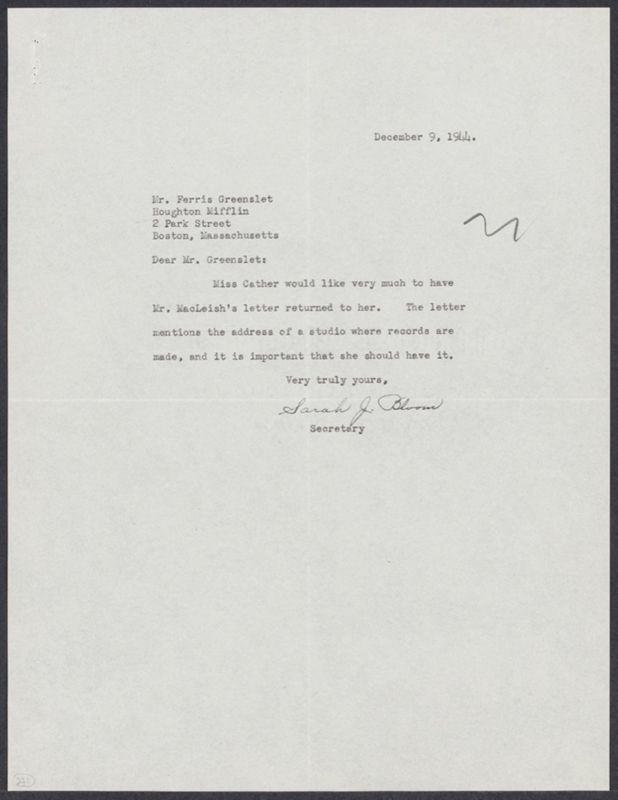 December 9, 1944.
Mr. Ferris Greenslet
Houghton Mifflin
2 Park Street
Boston, Massachusetts
Dear Mr. Greenslet:
Miss Cather would like very much to have
Mr. MacLeish's letter returned to her. The letter
mentions the address of a studio where records are
made, and it is important that she should have it.
Very truly yours,
Sarah J. Bloom
Secretary